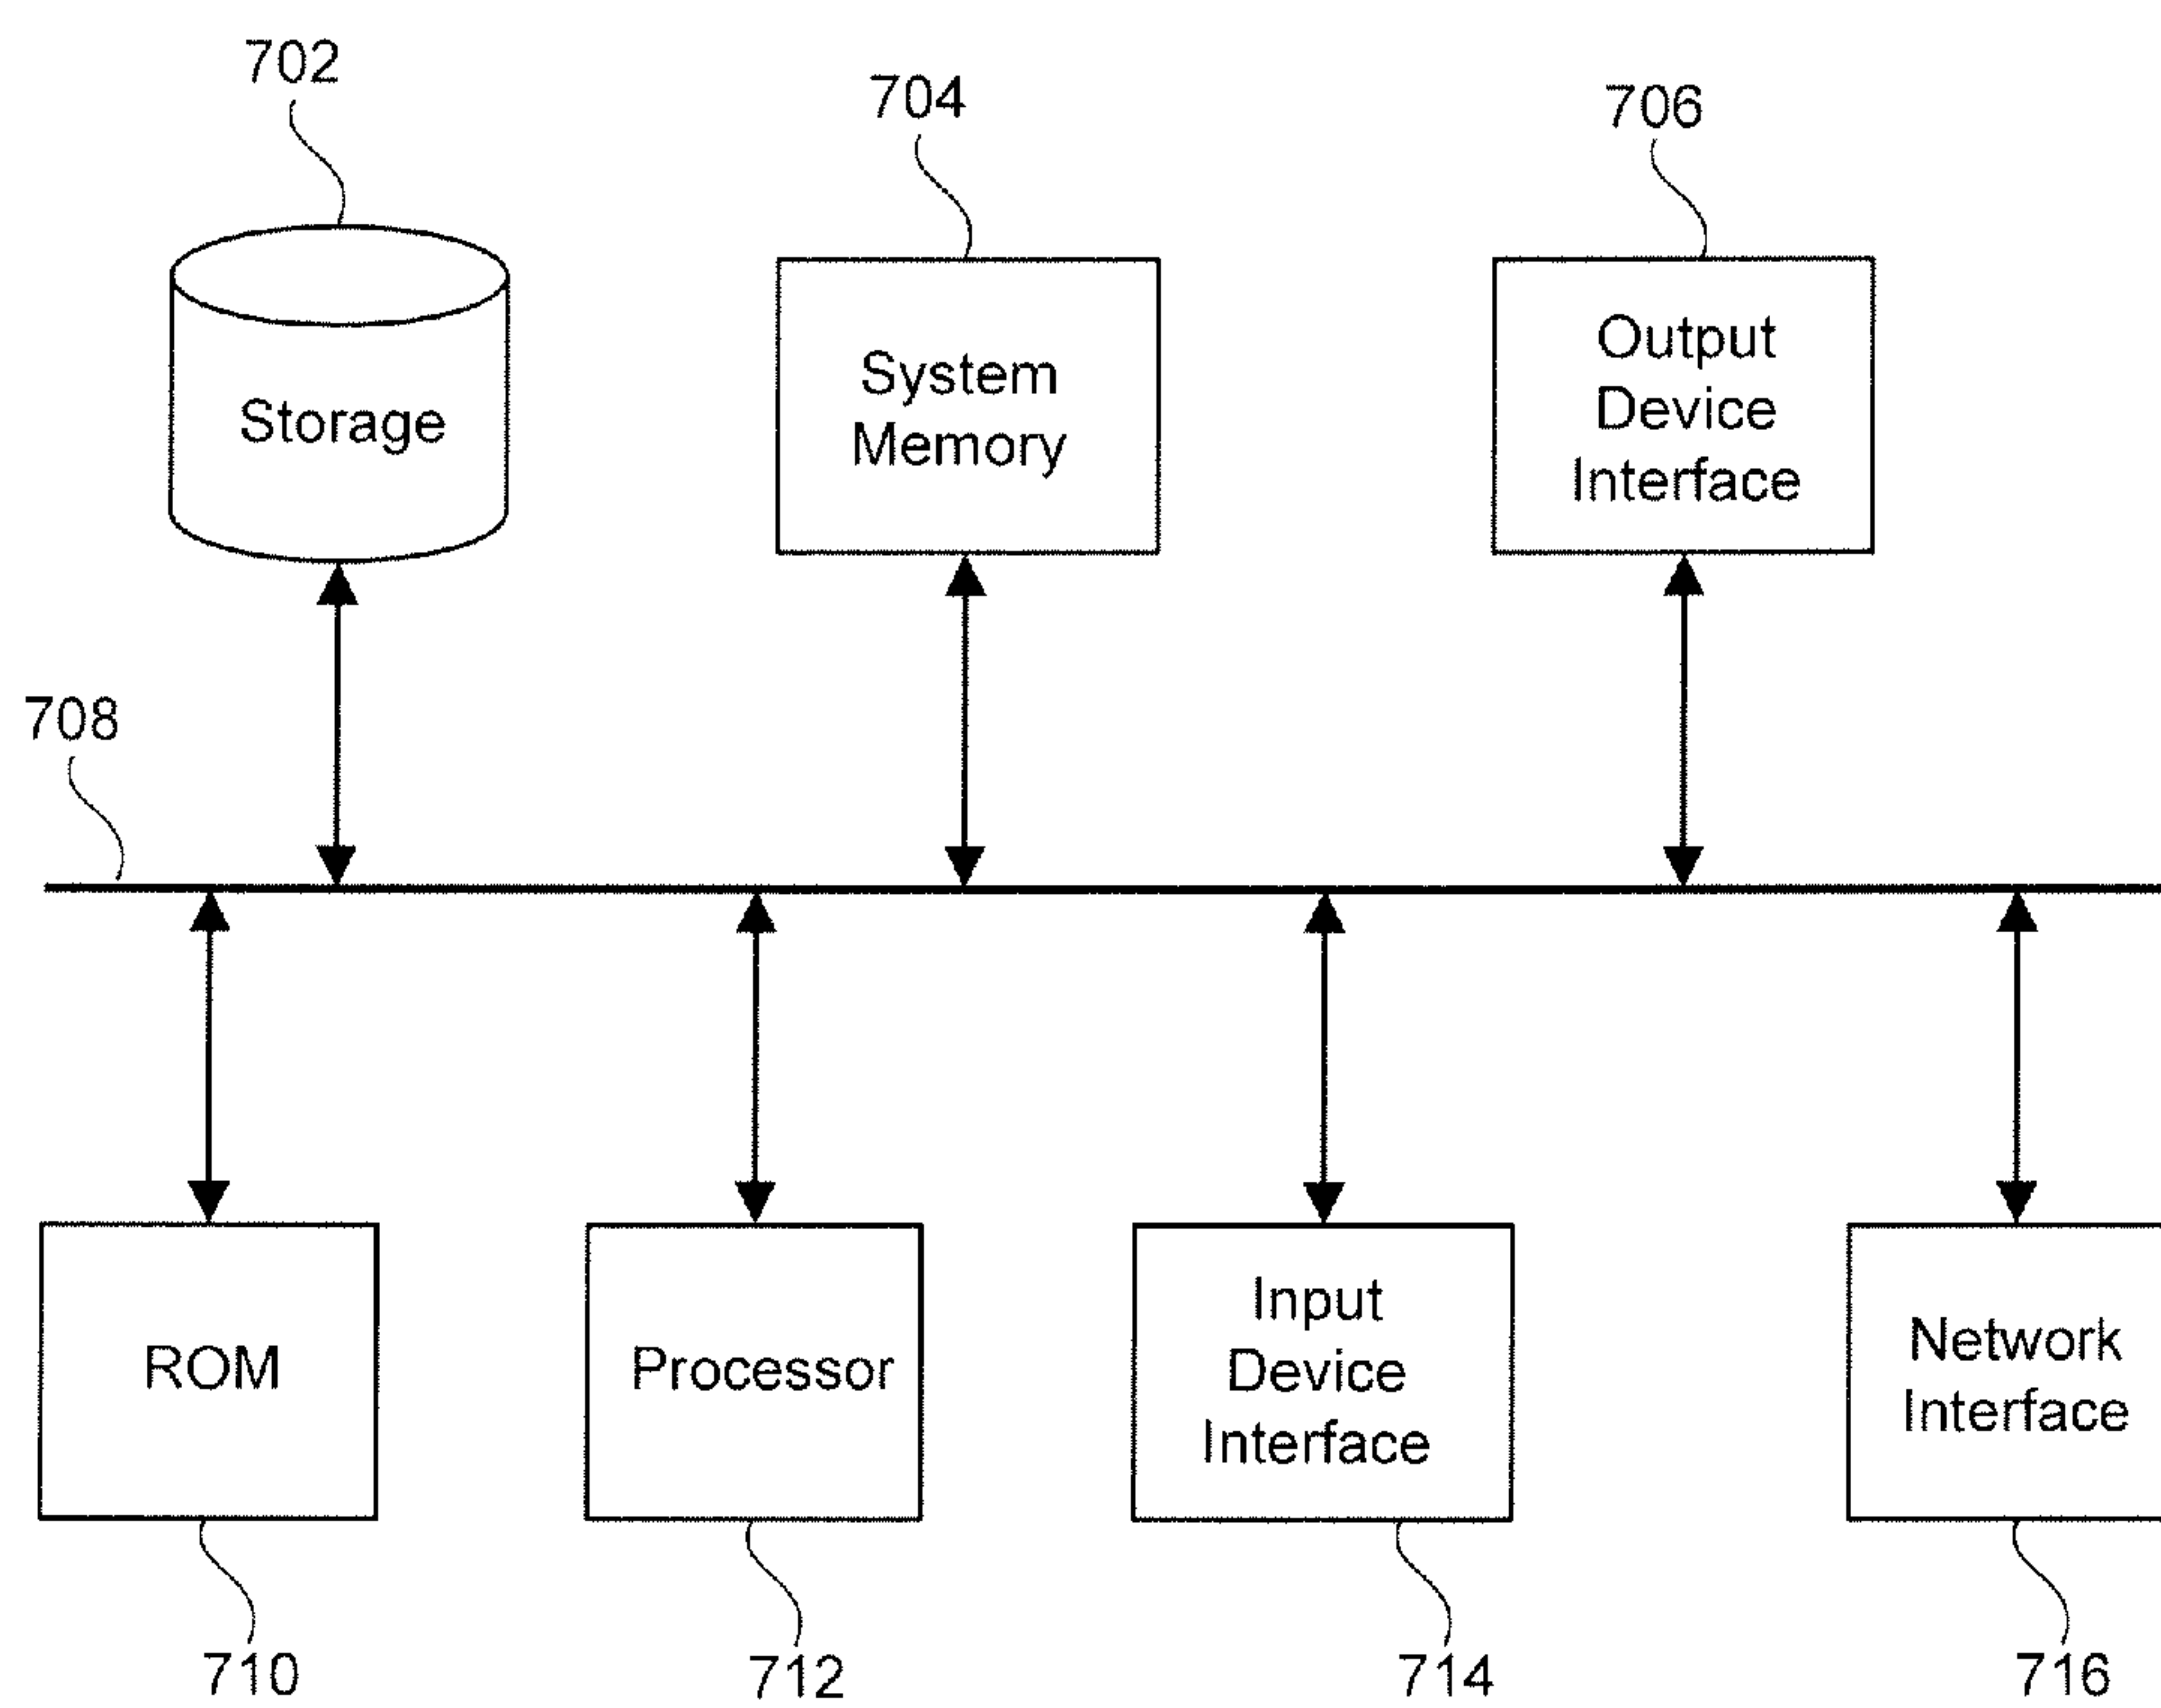 702
704
706
Storage
System
Memory
Output
Device
Interface
708
ROM
Processor
Input
Device
Interface
Network
Interface
710
712
714
716